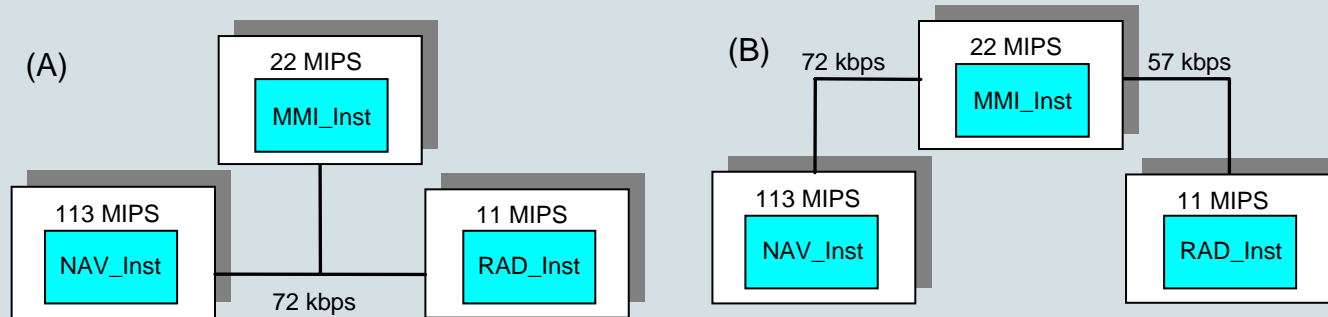 (A)
22 MIPS
MMI_Inst
113 MIPS
NAV_Inst
11 MIPS
RAD_Inst
72 kbps
(B)
72 kbps
22 MIPS
MMI_Inst
57 kbps
113 MIPS
NAV_Inst
11 MIPS
RAD_Inst